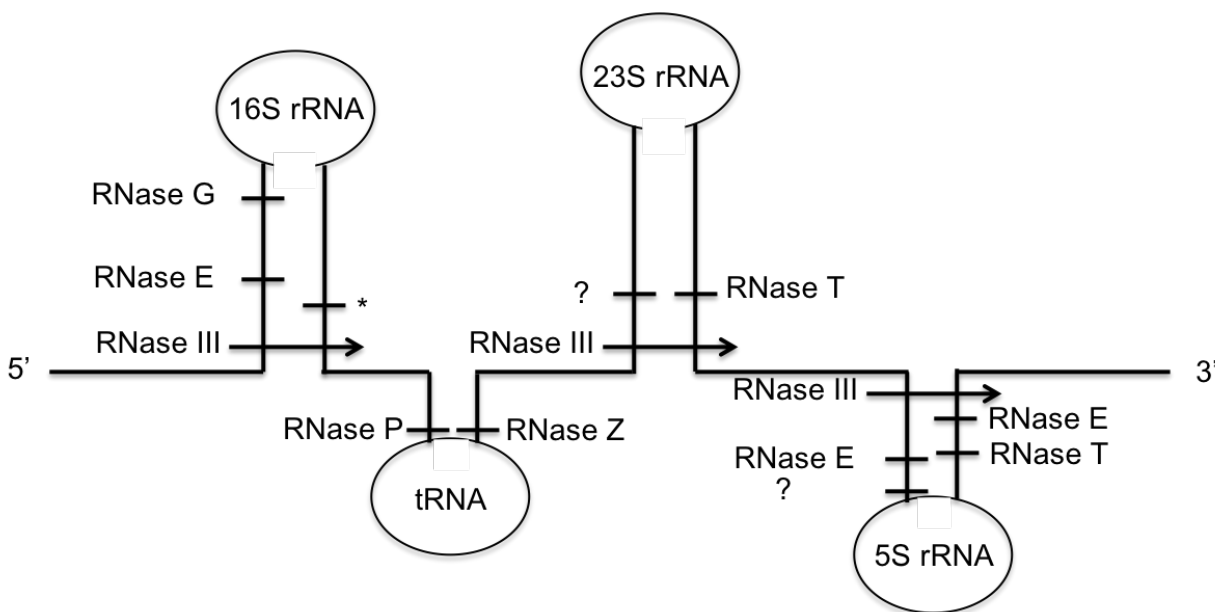 23S rRNA
16S rRNA
RNase G
RNase E
*
? RNase T
RNase III
RNase III
5’
3’
RNase III
RNase P
RNase Z
RNase E
RNase E
RNase T
?
tRNA
5S rRNA